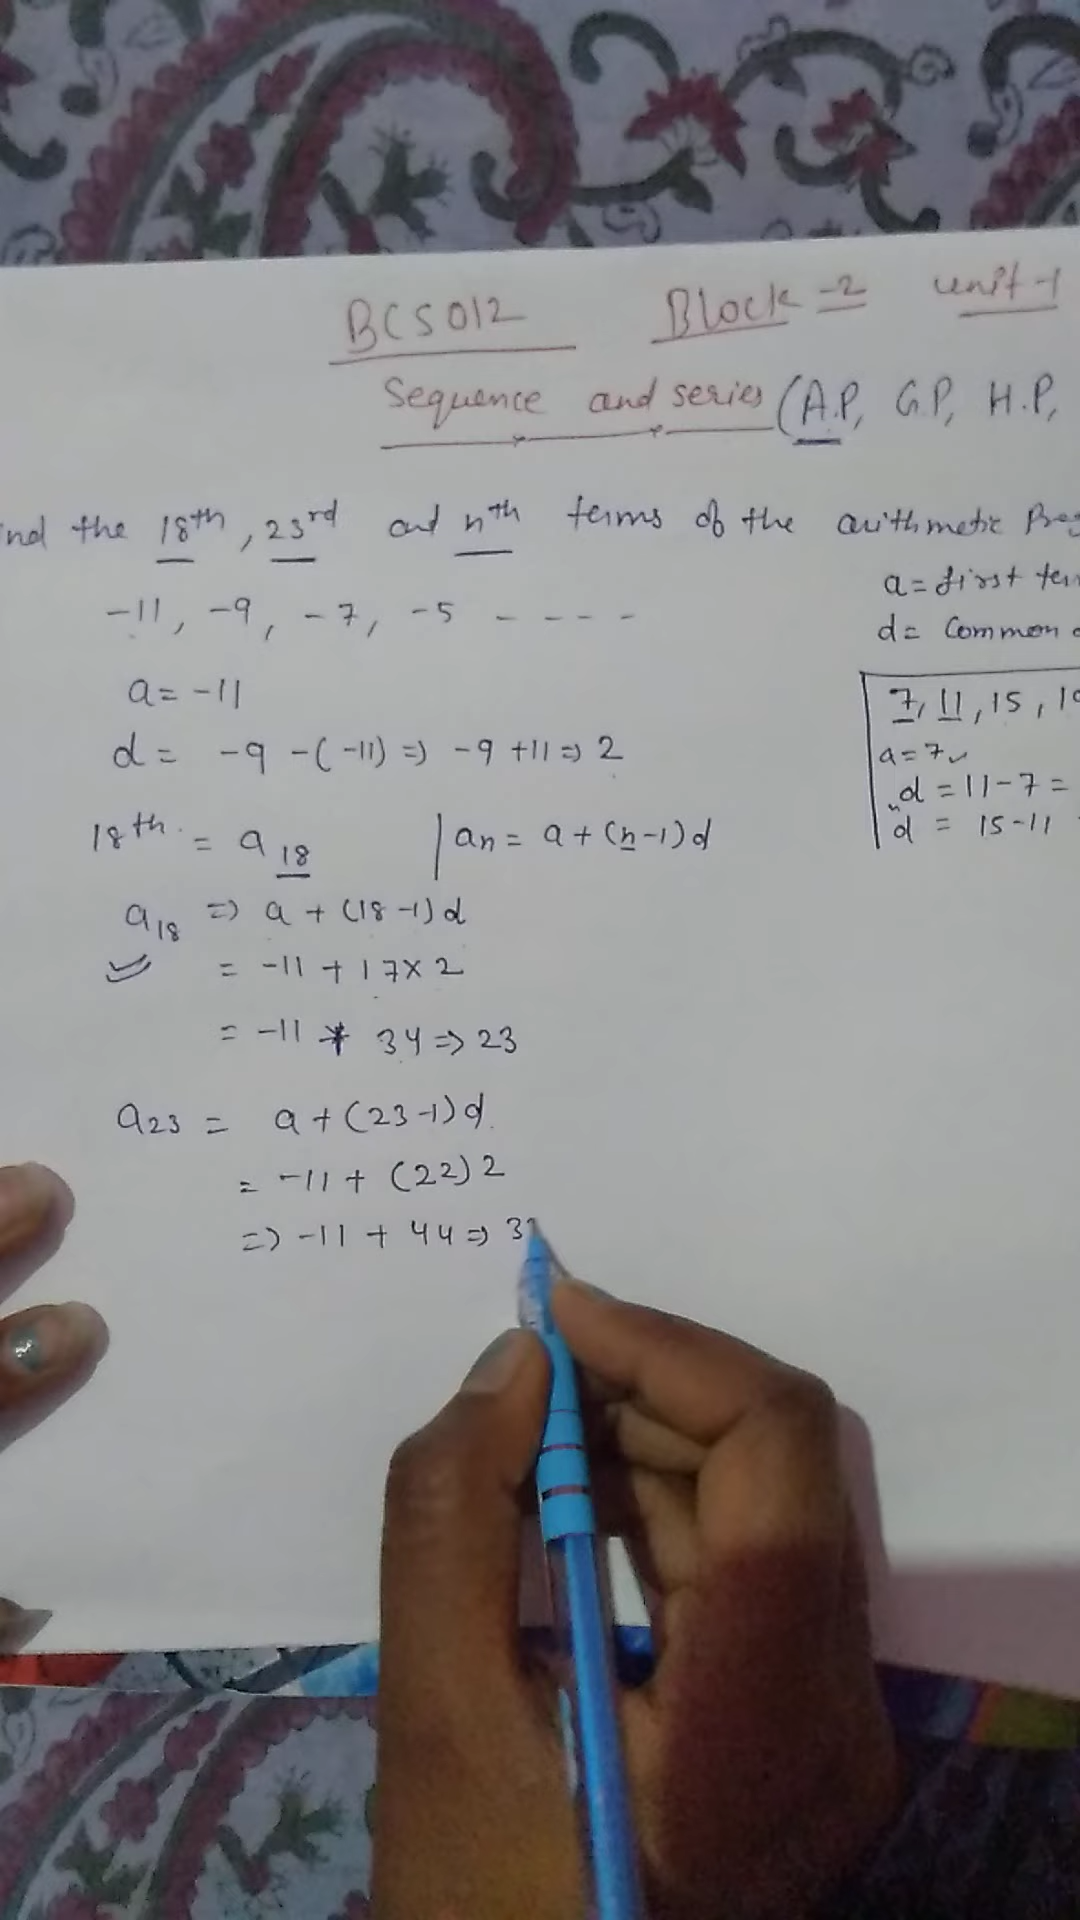 BCS012 Block-2 unit-1
Sequence and series (A.P, G.P, H.P,
the 18th, 23rd and nth terms of the arithmetic
-11, -9, -7, -5 - - - -
a = first
d = Common
a = -11
d = -9 - (-11) => -9 + 11 => 2
7, 11, 15,
a = 7
d = 11 - 7 =
d = 15 - 11
18th = a18 | an = a + (n-1)d
a18 => a + (18-1)d
= -11 + 17 x 2
= -11 + 34 => 23
a23 = a + (23-1)d
= -11 + (22) 2
=> -11 + 44 => 3